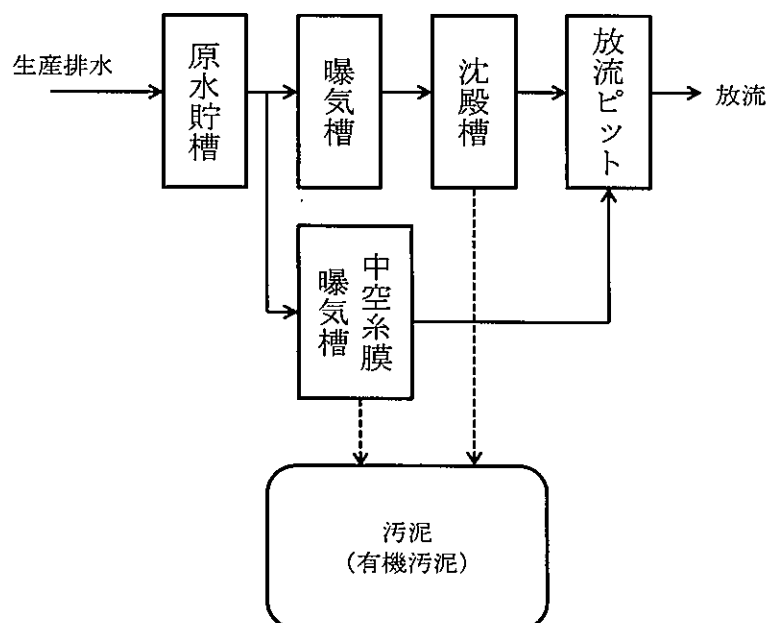 生産排水
原水貯槽
曝気槽
沈殿槽
放流ピット
放流
中空糸膜
曝気槽
汚泥
(有機汚泥)